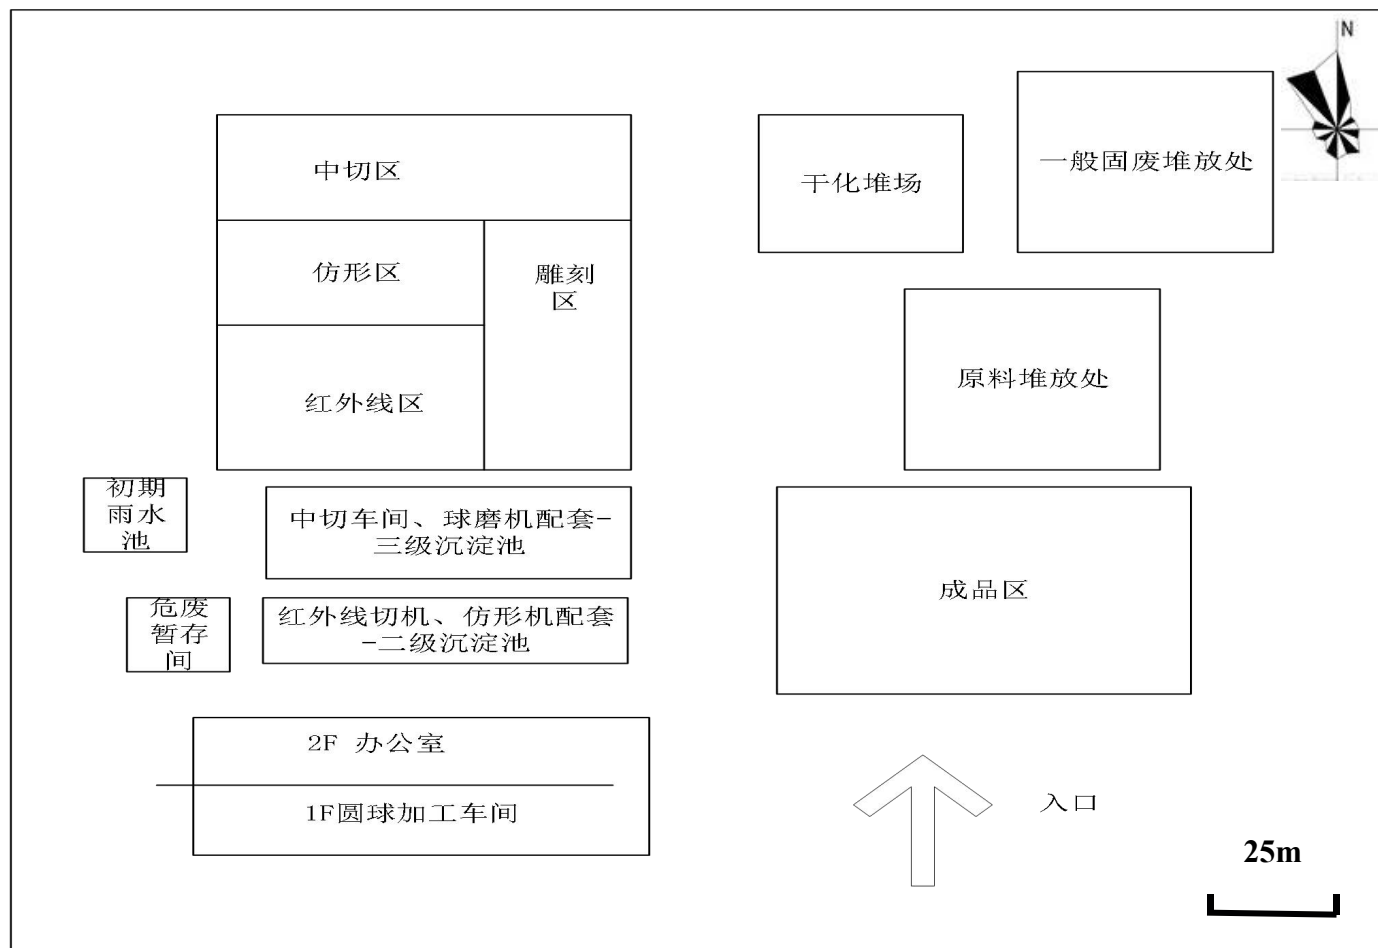 N
中切区
干化堆场
一般固废堆放处
仿形区
雕刻
区
原料堆放处
红外线区
初期
雨水
池
中切车间、球磨机配套-
三级沉淀池
成品区
危废
暂存
间
红外线切机、仿形机配套
-二级沉淀池
2F 办公室
1F圆球加工车间
入口
25m